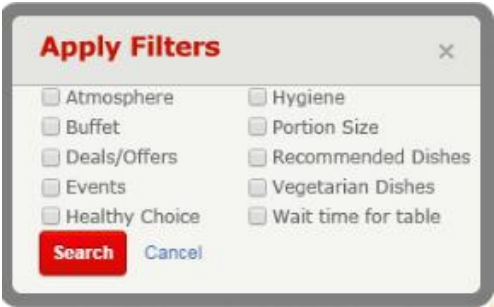 Apply Filters ×
Atmosphere Hygiene
Buffet Portion Size
Deals/Offers Recommended Dishes
Events Vegetarian Dishes
Healthy Choice Wait time for table
Search Cancel